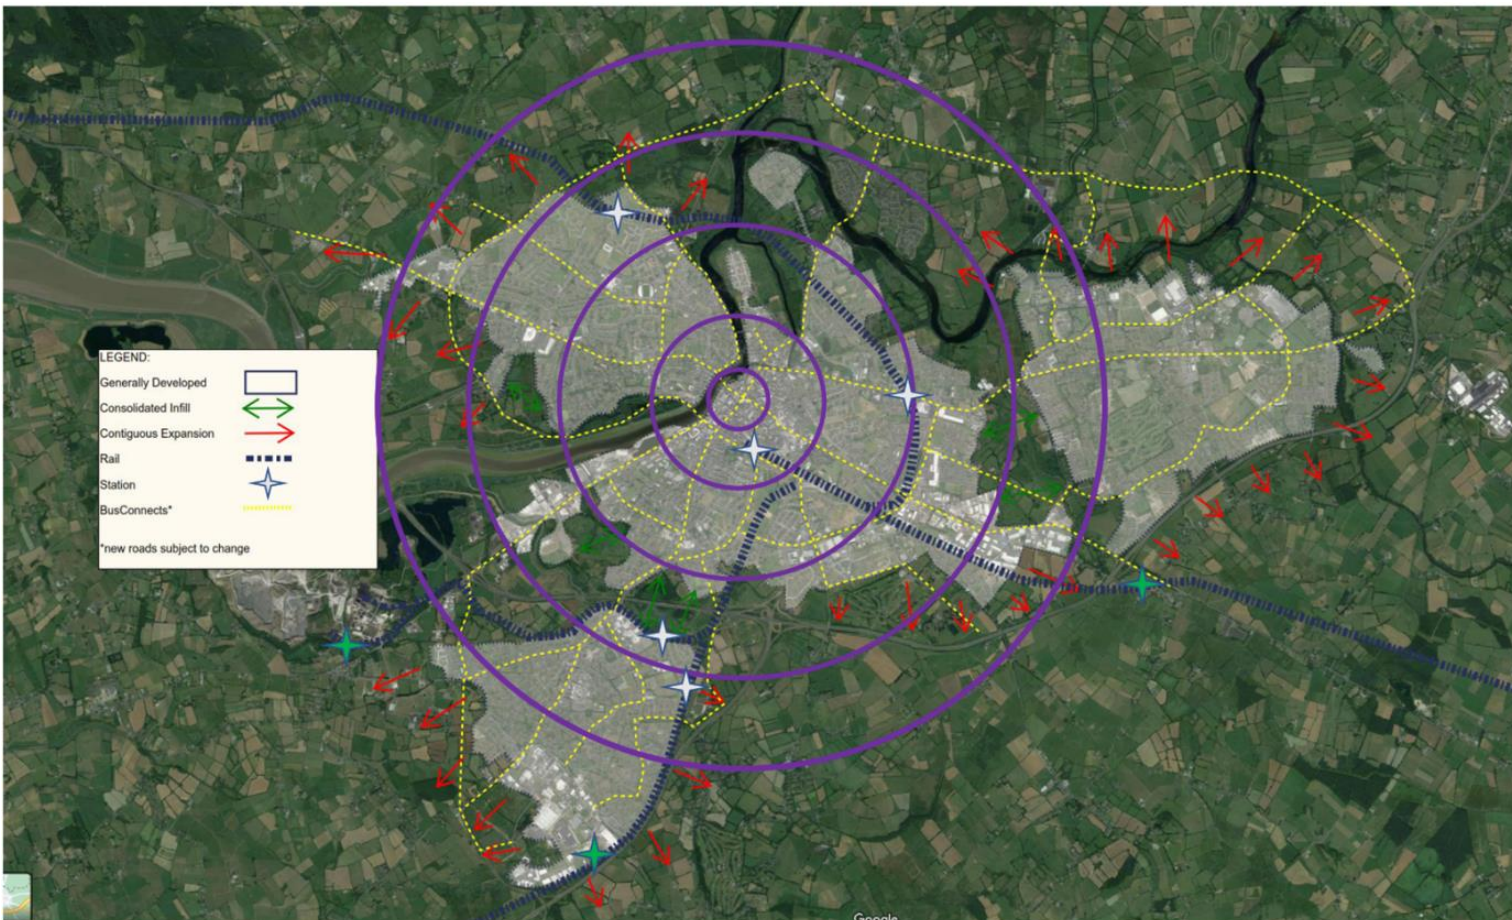 LEGEND:
Generally Developed
Consolidated Infill
Contiguous Expansion
Rail
Station
BusConnects*
*new roads subject to change
Google